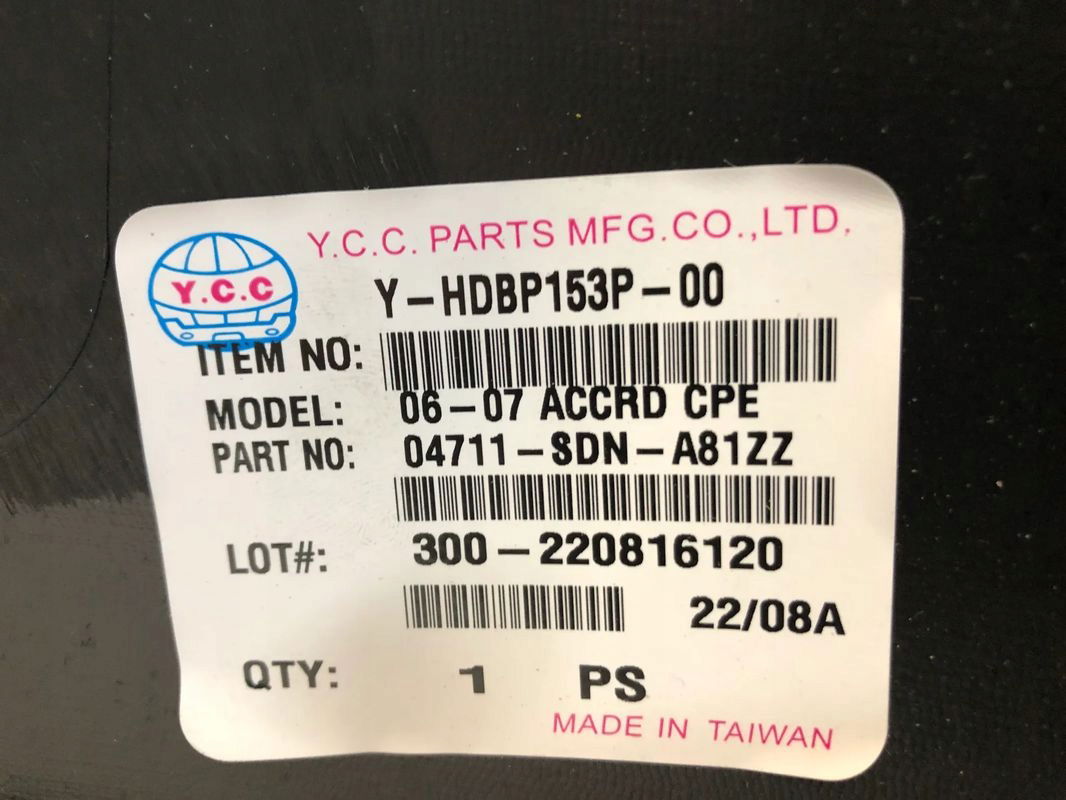 Y.C.C. PARTS MFG.CO.,LTD.
Y.C.C
Y-HDBP153P-00
ITEM NO:
MODEL: 06-07 ACCRD CPE
PART NO: 04711-SDN-A81ZZ
LOT#: 300-220816120
22/08A
QTY: 1 PS
MADE IN TAIWAN